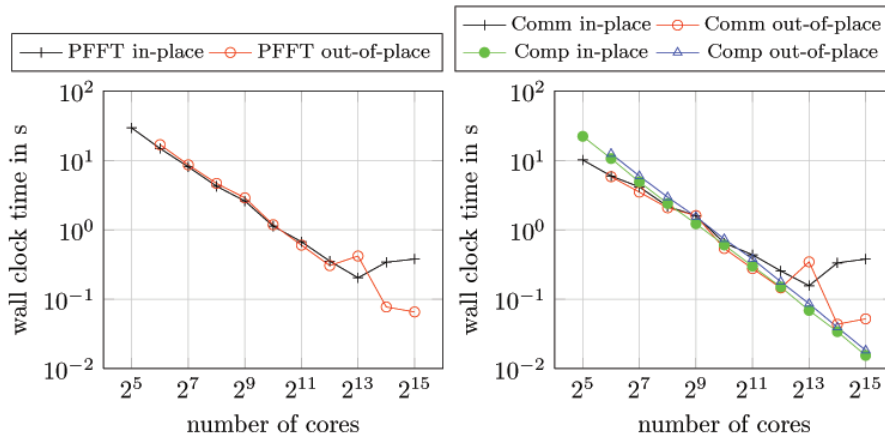 PFFT in-place PFFT out-of-place
Comm in-place Comm out-of-place
Comp in-place Comp out-of-place
wall clock time in s
10^2
10^1
10^0
10^-1
10^-2
2^5 2^7 2^9 2^11 2^13 2^15
number of cores
wall clock time in s
10^2
10^1
10^0
10^-1
10^-2
2^5 2^7 2^9 2^11 2^13 2^15
number of cores